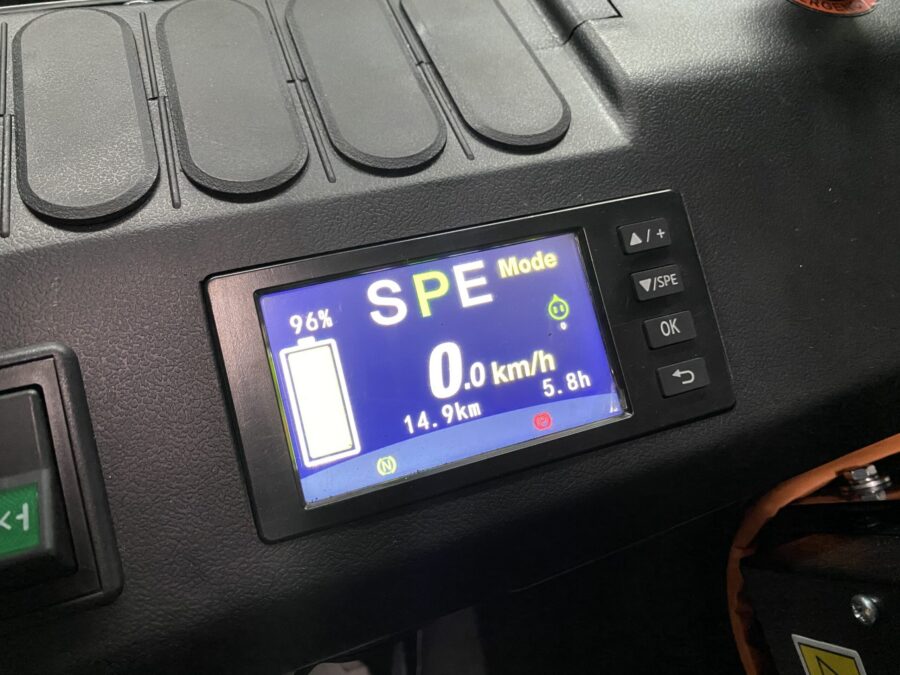 SPE Mode
96%
0.0 km/h
14.9km
5.8h
N
▲/+
▼/SPE
OK